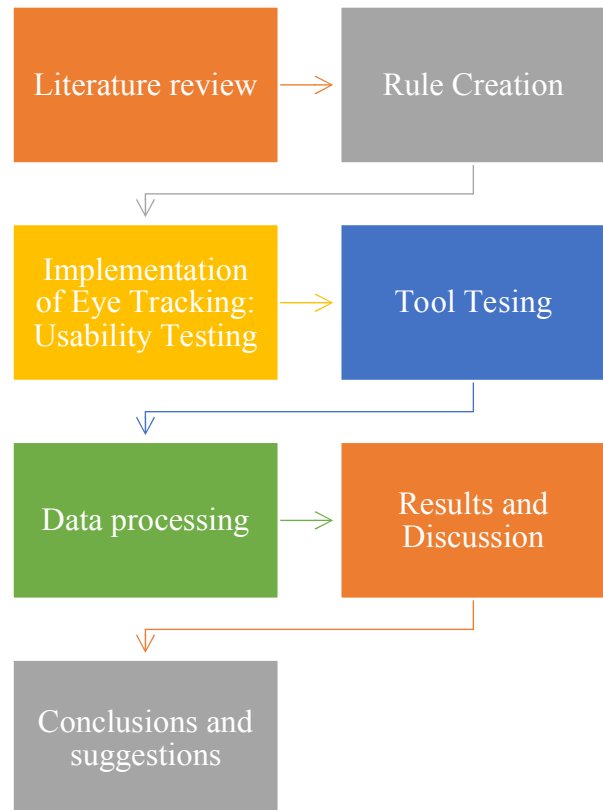 Literature review
Rule Creation
Implementation
of Eye Tracking:
Usability Testing
Tool Tesing
Data processing
Results and
Discussion
Conclusions and
suggestions